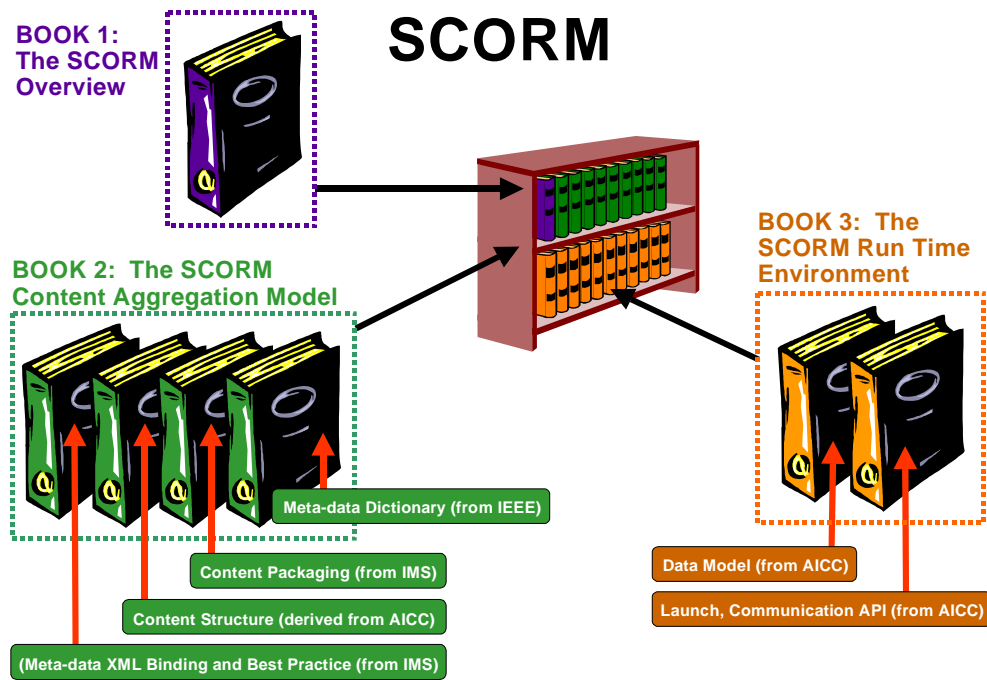 SCORM
BOOK 1:
The SCORM
Overview
BOOK 2:  The SCORM
Content Aggregation Model
BOOK 3:  The
SCORM Run Time
Environment
Meta-data Dictionary (from IEEE)
Content Packaging (from IMS)
Content Structure (derived from AICC)
(Meta-data XML Binding and Best Practice (from IMS)
Data Model (from AICC)
Launch, Communication API (from AICC)